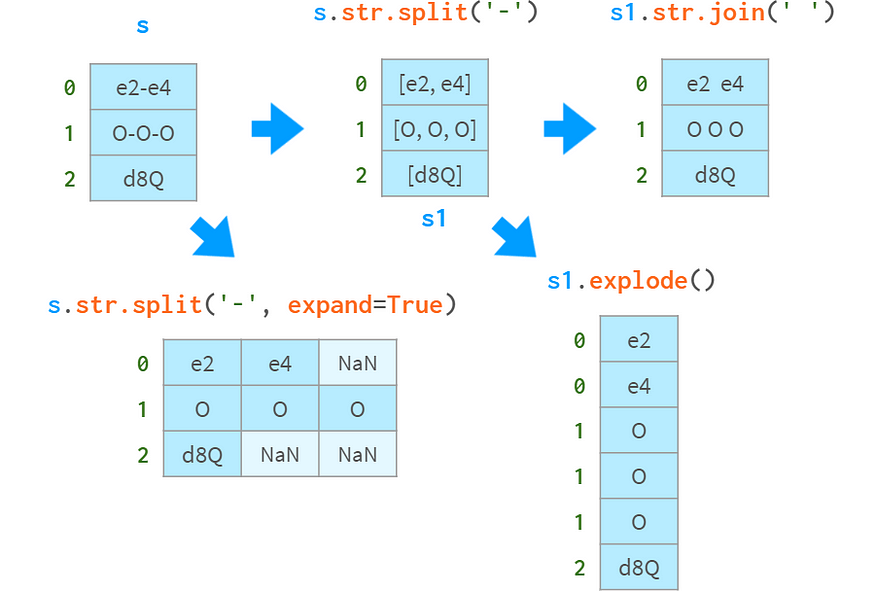 s
s.str.split('-')
s1.str.join(' ')
0 e2-e4
1 O-O-O
2 d8Q
0 [e2, e4]
1 [O, O, O]
2 [d8Q]
s1
0 e2 e4
1 O O O
2 d8Q
s.str.split('-', expand=True)
0 e2 e4 NaN
1 O O O
2 d8Q NaN NaN
s1.explode()
0 e2
0 e4
1 O
1 O
1 O
2 d8Q